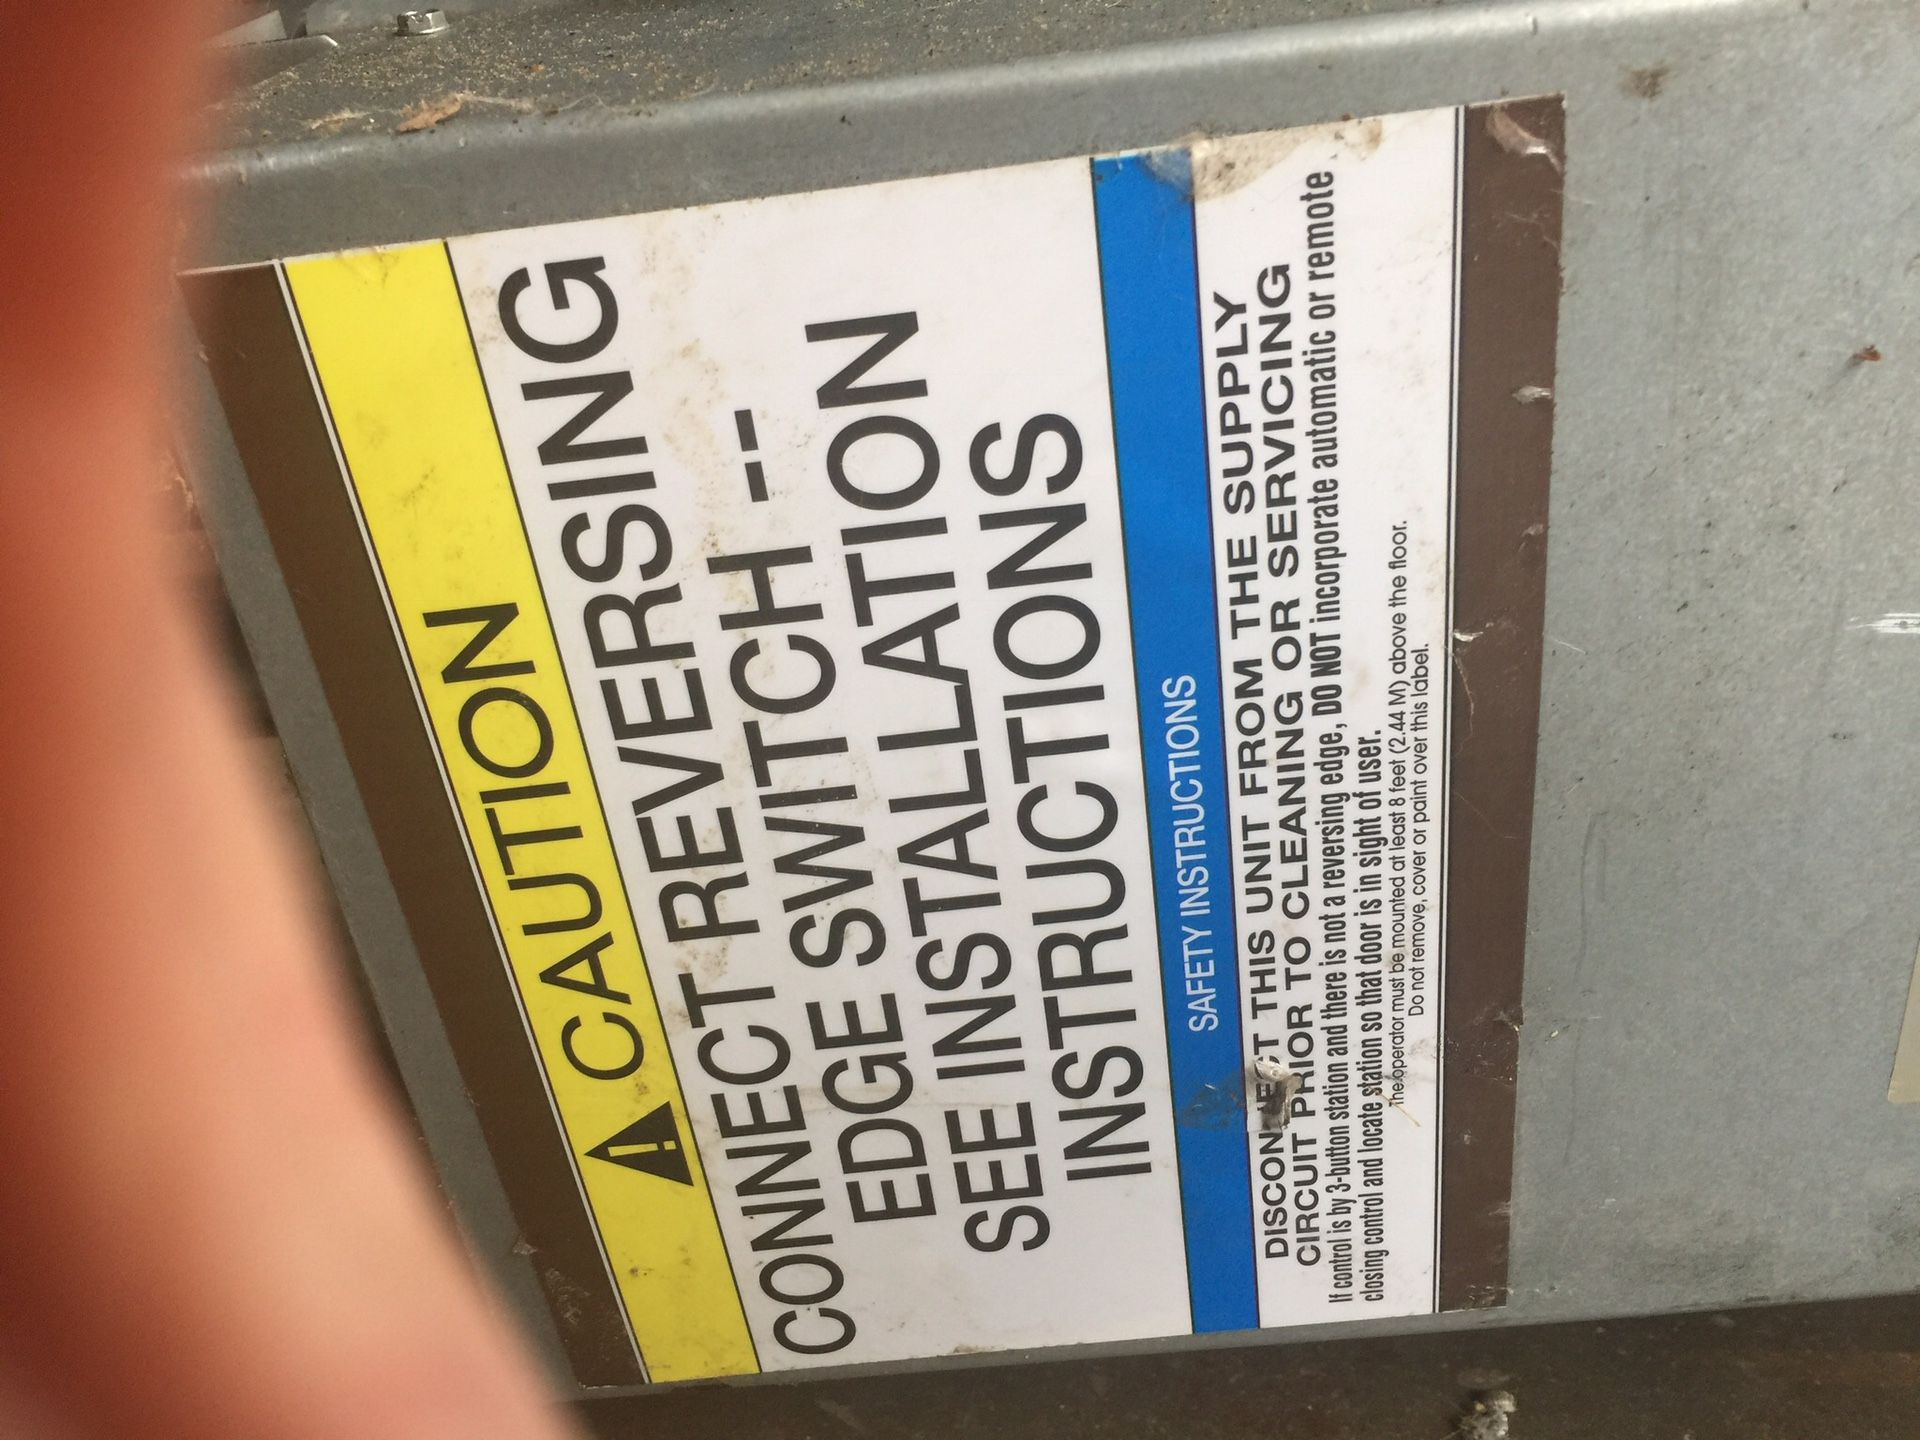 CAUTION
CONNECT REVERSING
EDGE SWITCH --
SEE INSTALLATION
INSTRUCTIONS
SAFETY INSTRUCTIONS
DISCONNECT THIS UNIT FROM THE SUPPLY
CIRCUIT PRIOR TO CLEANING OR SERVICING
If control is by 3-button station and there is not a reversing edge, DO NOT incorporate automatic or remote
closing control and locate station so that door is in sight of user.
The operator must be mounted at least 8 feet (2.44 M) above the floor.
Do not remove, cover or paint over this label.